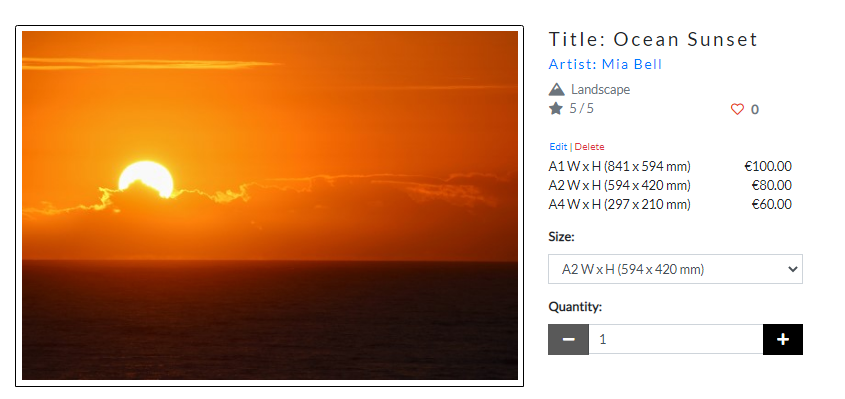 Title: Ocean Sunset
Artist: Mia Bell
Landscape
5 / 5
0
Edit | Delete
A1 W x H (841 x 594 mm) €100.00
A2 W x H (594 x 420 mm) €80.00
A4 W x H (297 x 210 mm) €60.00
Size:
A2 W x H (594 x 420 mm)
Quantity:
1